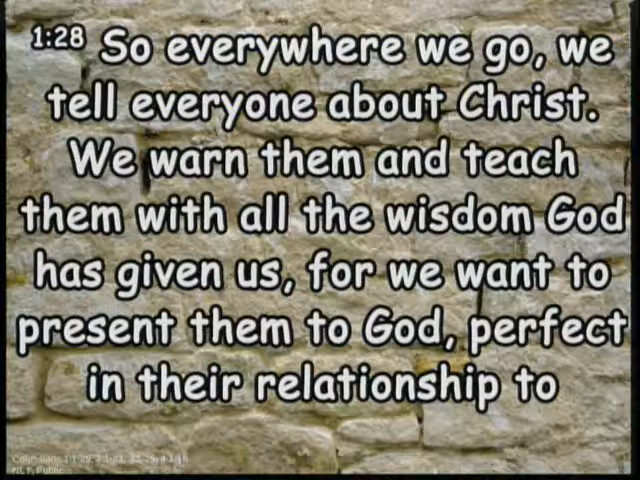 1:28 So everywhere we go, we
tell everyone about Christ.
We warn them and teach
them with all the wisdom God
has given us, for we want to
present them to God, perfect
in their relationship to